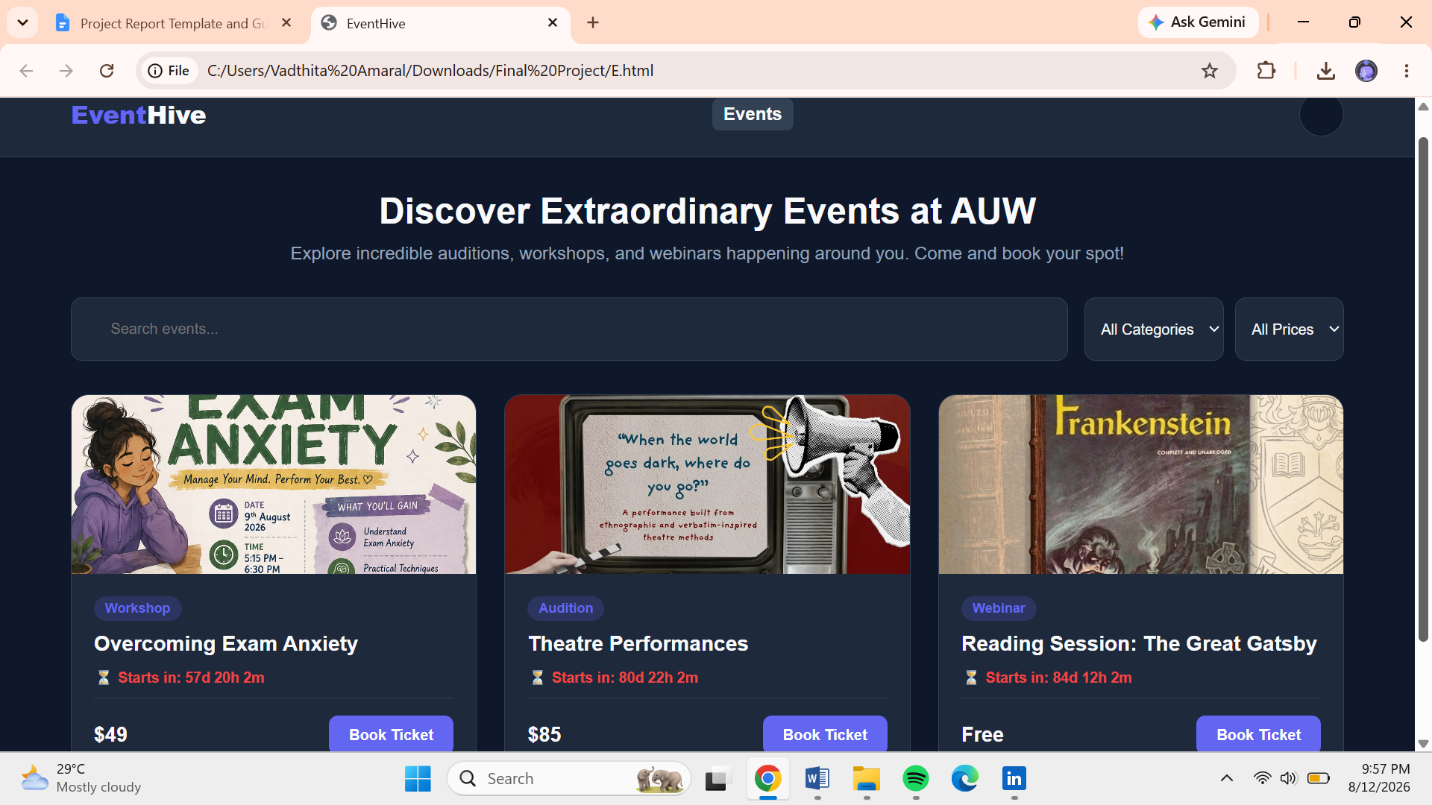 Project Report Template and Gu
EventHive
Ask Gemini
File
C:/Users/Vadthita%20Amaral/Downloads/Final%20Project/E.html
EventHive
Events
Discover Extraordinary Events at AUW
Explore incredible auditions, workshops, and webinars happening around you. Come and book your spot!
Search events...
All Categories
All Prices
EXAM
ANXIETY
Manage Your Mind. Perform Your Best.
DATE
9th August
2026
TIME
5:15 PM –
6:30 PM
WHAT YOU'LL GAIN
Understand
Exam Anxiety
Practical Techniques
"When the world
goes dark, where do
you go?"
A performance built from
ethnographic and verbatim-inspired
theatre methods
Frankenstein
COMPLETE AND UNABRIDGED
Workshop
Overcoming Exam Anxiety
Starts in: 57d 20h 2m
$49
Book Ticket
Audition
Theatre Performances
Starts in: 80d 22h 2m
$85
Book Ticket
Webinar
Reading Session: The Great Gatsby
Starts in: 84d 12h 2m
Free
Book Ticket
29°C
Mostly cloudy
Search
9:57 PM
8/12/2026